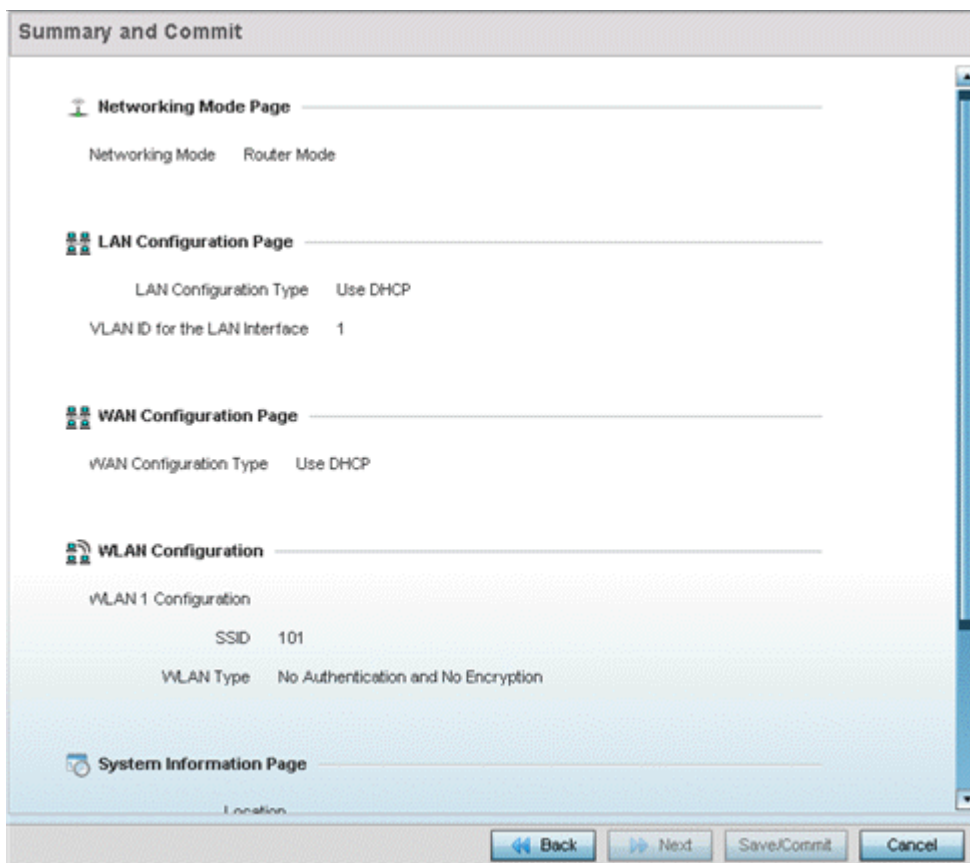 Summary and Commit
Networking Mode Page
Networking Mode Router Mode
LAN Configuration Page
LAN Configuration Type Use DHCP
VLAN ID for the LAN Interface 1
WAN Configuration Page
WAN Configuration Type Use DHCP
WLAN Configuration
WLAN 1 Configuration
SSID 101
WLAN Type No Authentication and No Encryption
System Information Page
Location
Back Next Save/Commit Cancel